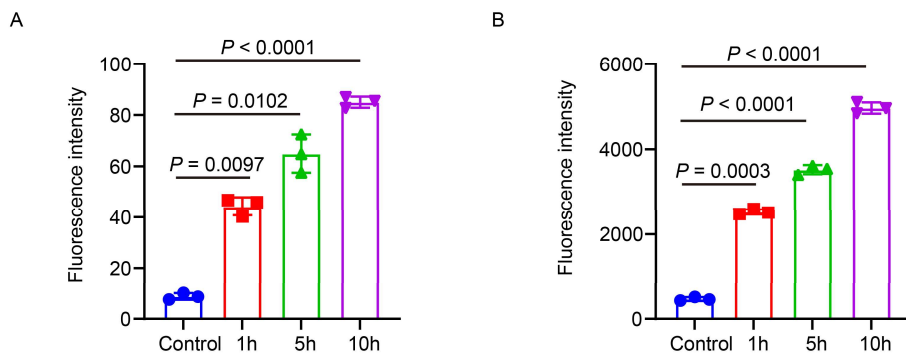 A
P < 0.0001
P = 0.0102
P = 0.0097
Fluorescence intensity
100
80
60
40
20
0
Control 1h 5h 10h
B
P < 0.0001
P < 0.0001
P = 0.0003
Fluorescence intensity
6000
4000
2000
0
Control 1h 5h 10h